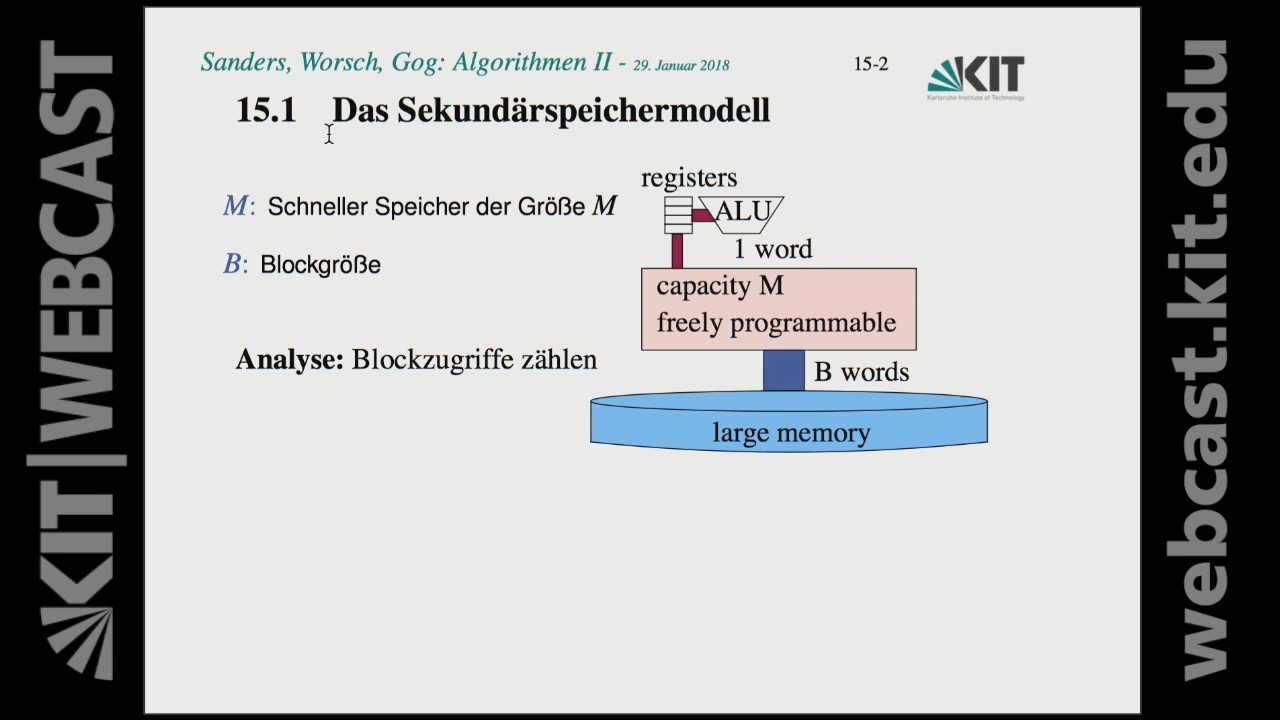 KIT WEBCAST
Sanders, Worsch, Gog: Algorithmen II - 29. Januar 2018
15-2
KIT
Karlsruhe Institute of Technology
15.1 Das Sekundärspeichermodell
registers
M: Schneller Speicher der Größe M
ALU
1 word
B: Blockgröße
capacity M
freely programmable
Analyse: Blockzugriffe zählen
B words
large memory
webcast.kit.edu